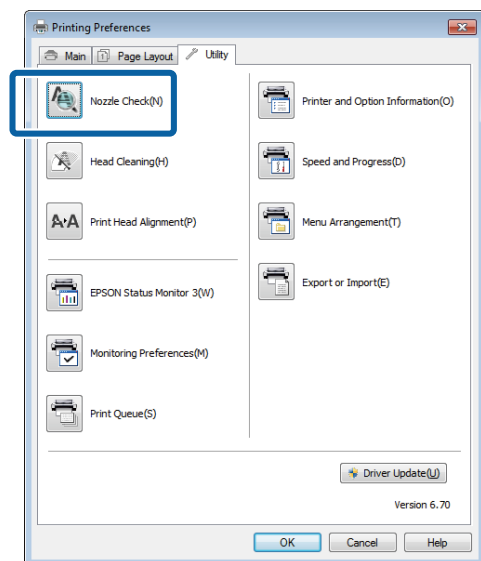 Printing Preferences
Main
Page Layout
Utility
Nozzle Check(N)
Printer and Option Information(O)
Head Cleaning(H)
Speed and Progress(D)
Print Head Alignment(P)
Menu Arrangement(T)
EPSON Status Monitor 3(W)
Export or Import(E)
Monitoring Preferences(M)
Print Queue(S)
Driver Update(U)
Version 6.70
OK
Cancel
Help